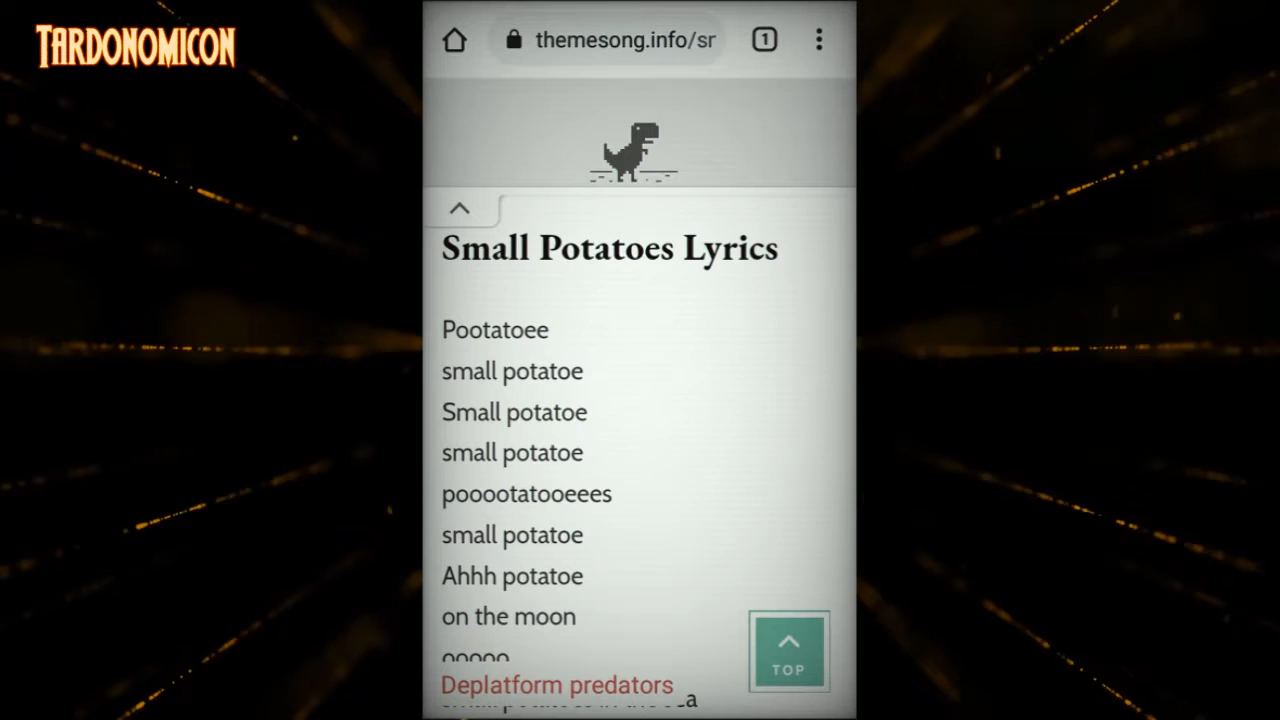 TARDONOMICON
themesong.info/sr
1
Small Potatoes Lyrics
Pootatoee
small potatoe
Small potatoe
small potatoe
pooootatooeees
small potatoe
Ahhh potatoe
on the moon
ooooo
TOP
Deplatform predators